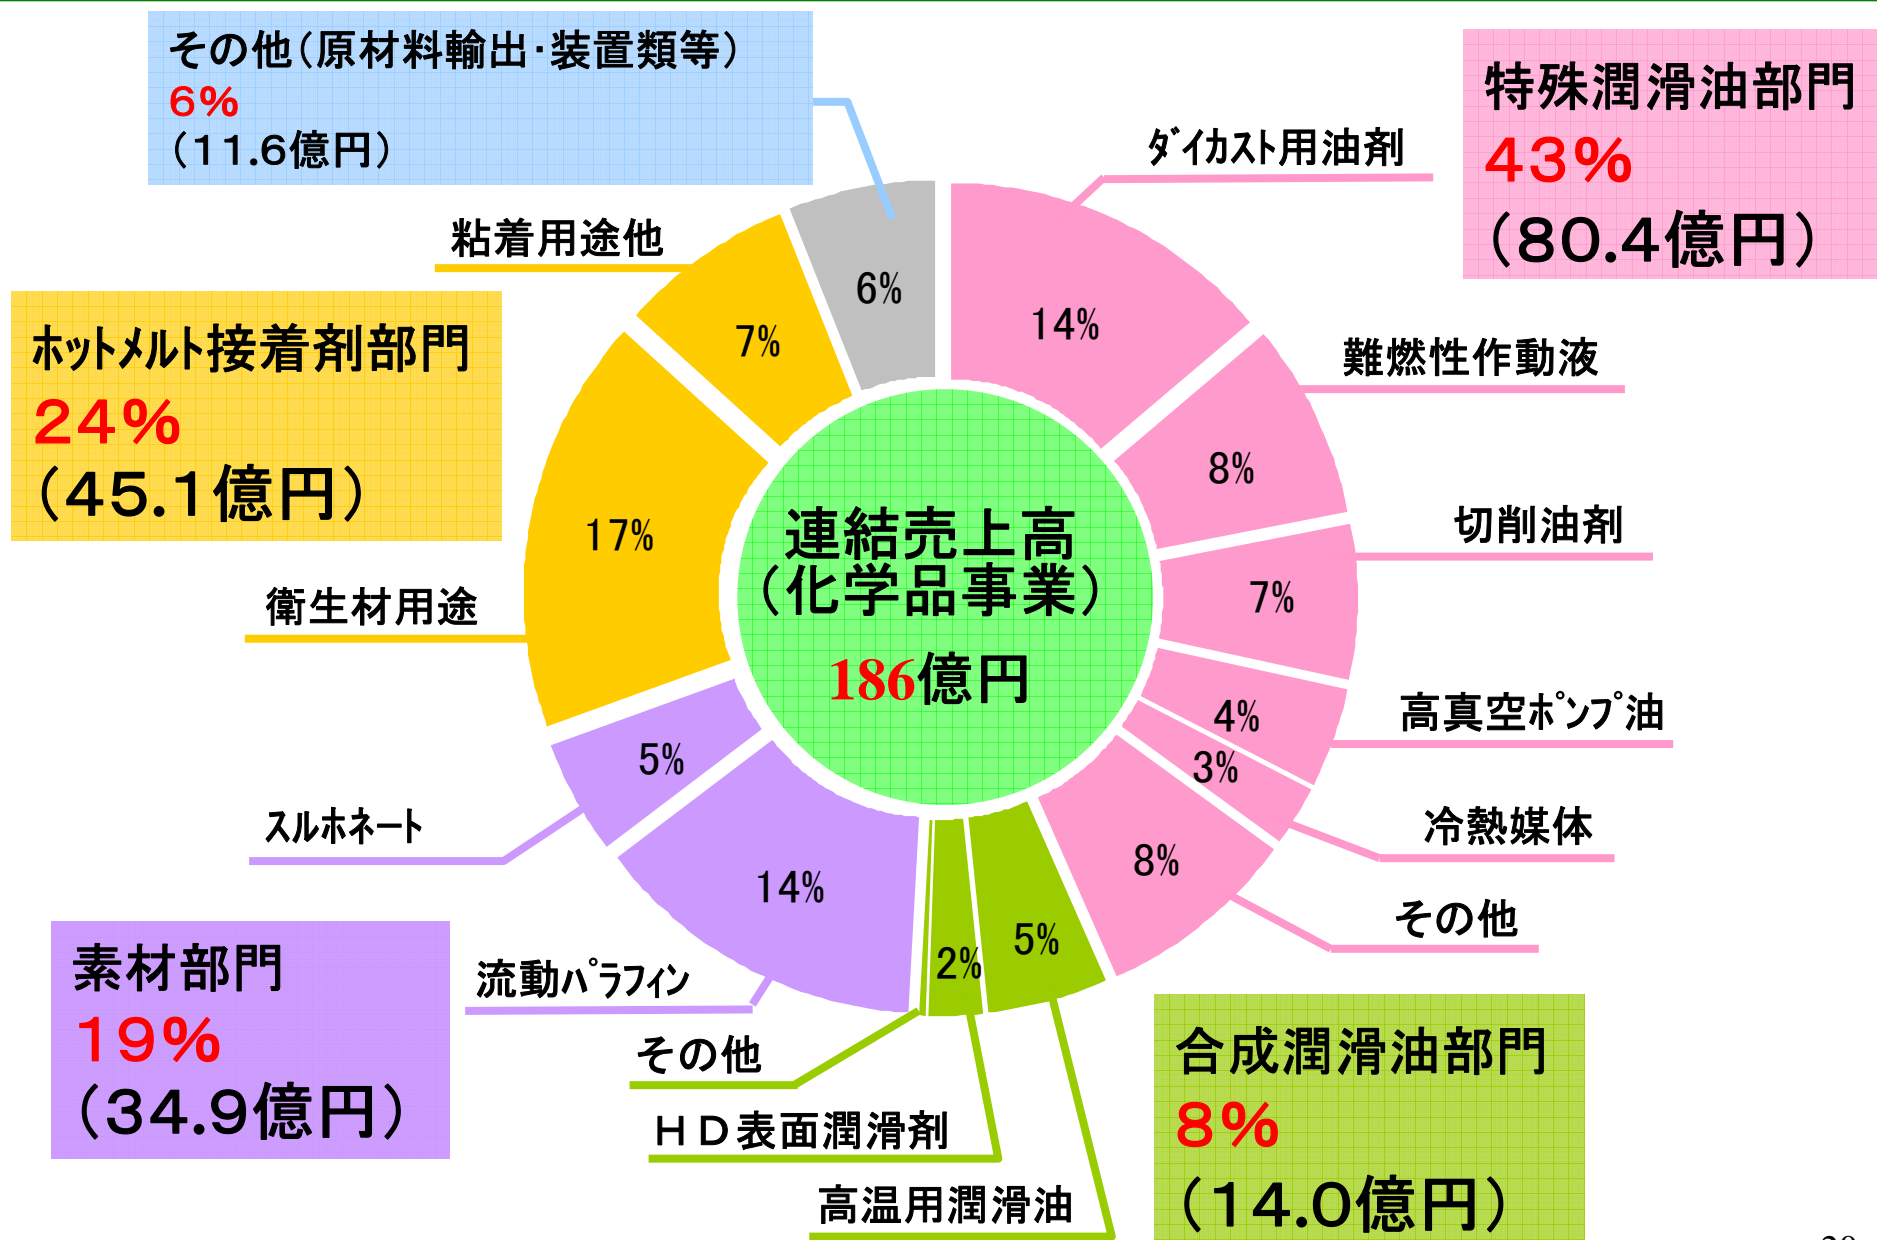 その他（原材料輸出・装置類等）
6%
（11.6億円）
特殊潤滑油部門
43%
（80.4億円）
ﾀﾞｲｶｽﾄ用油剤
粘着用途他
6%
14%
7%
難燃性作動液
ﾎｯﾄﾒﾙﾄ接着剤部門
24%
（45.1億円）
8%
切削油剤
17%
連結売上高
（化学品事業）
186億円
7%
衛生材用途
4%
高真空ﾎﾟﾝﾌﾟ油
5%
3%
ｽﾙﾎﾈｰﾄ
冷熱媒体
14%
8%
その他
2%
5%
素材部門
19%
（34.9億円）
流動ﾊﾟﾗﾌｨﾝ
その他
ＨＤ表面潤滑剤
高温用潤滑油
合成潤滑油部門
8%
（14.0億円）